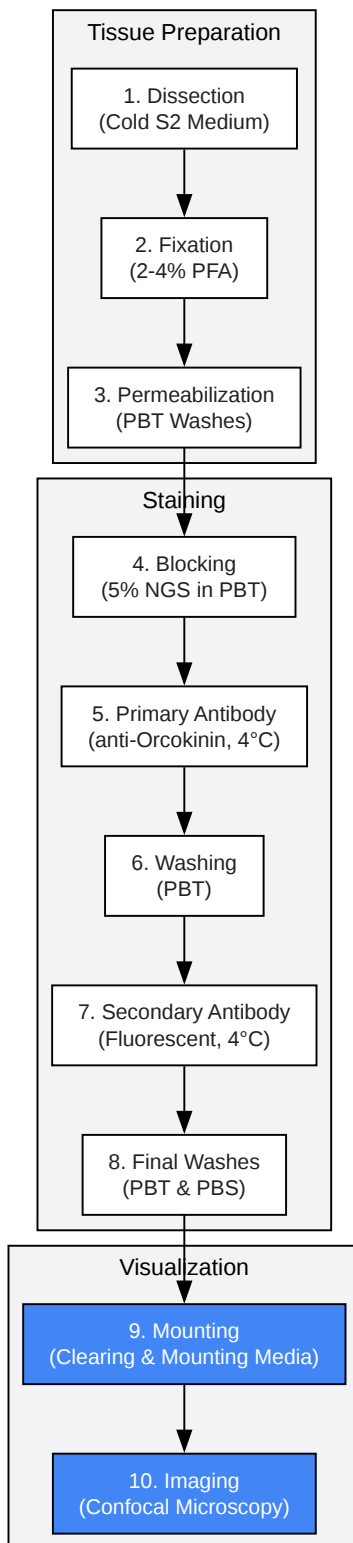 Tissue Preparation
1. Dissection
(Cold S2 Medium)
2. Fixation
(2-4% PFA)
3. Permeabilization
(PBT Washes)
Staining
4. Blocking
(5% NGS in PBT)
5. Primary Antibody
(anti-Orcokinin, 4°C)
6. Washing
(PBT)
7. Secondary Antibody
(Fluorescent, 4°C)
8. Final Washes
(PBT & PBS)
Visualization
9. Mounting
(Clearing & Mounting Media)
10. Imaging
(Confocal Microscopy)